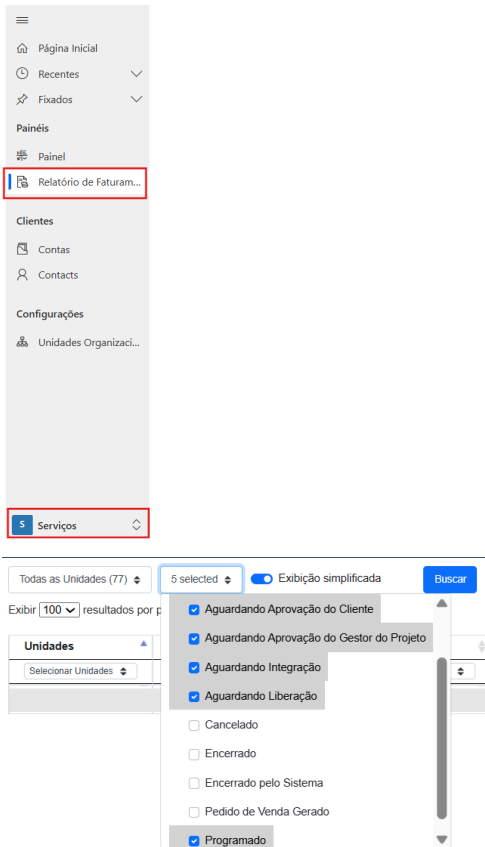 Página Inicial
Recentes
Fixados
Painéis
Painel
Relatório de Faturam...
Clientes
Contas
Contacts
Configurações
Unidades Organizaci...
S Serviços
Todas as Unidades (77) 5 selected Exibição simplificada Buscar
Exibir 100 resultados por p
Aguardando Aprovação do Cliente
Unidades
Aguardando Aprovação do Gestor do Projeto
Selecionar Unidades
Aguardando Integração
Aguardando Liberação
Cancelado
Encerrado
Encerrado pelo Sistema
Pedido de Venda Gerado
Programado